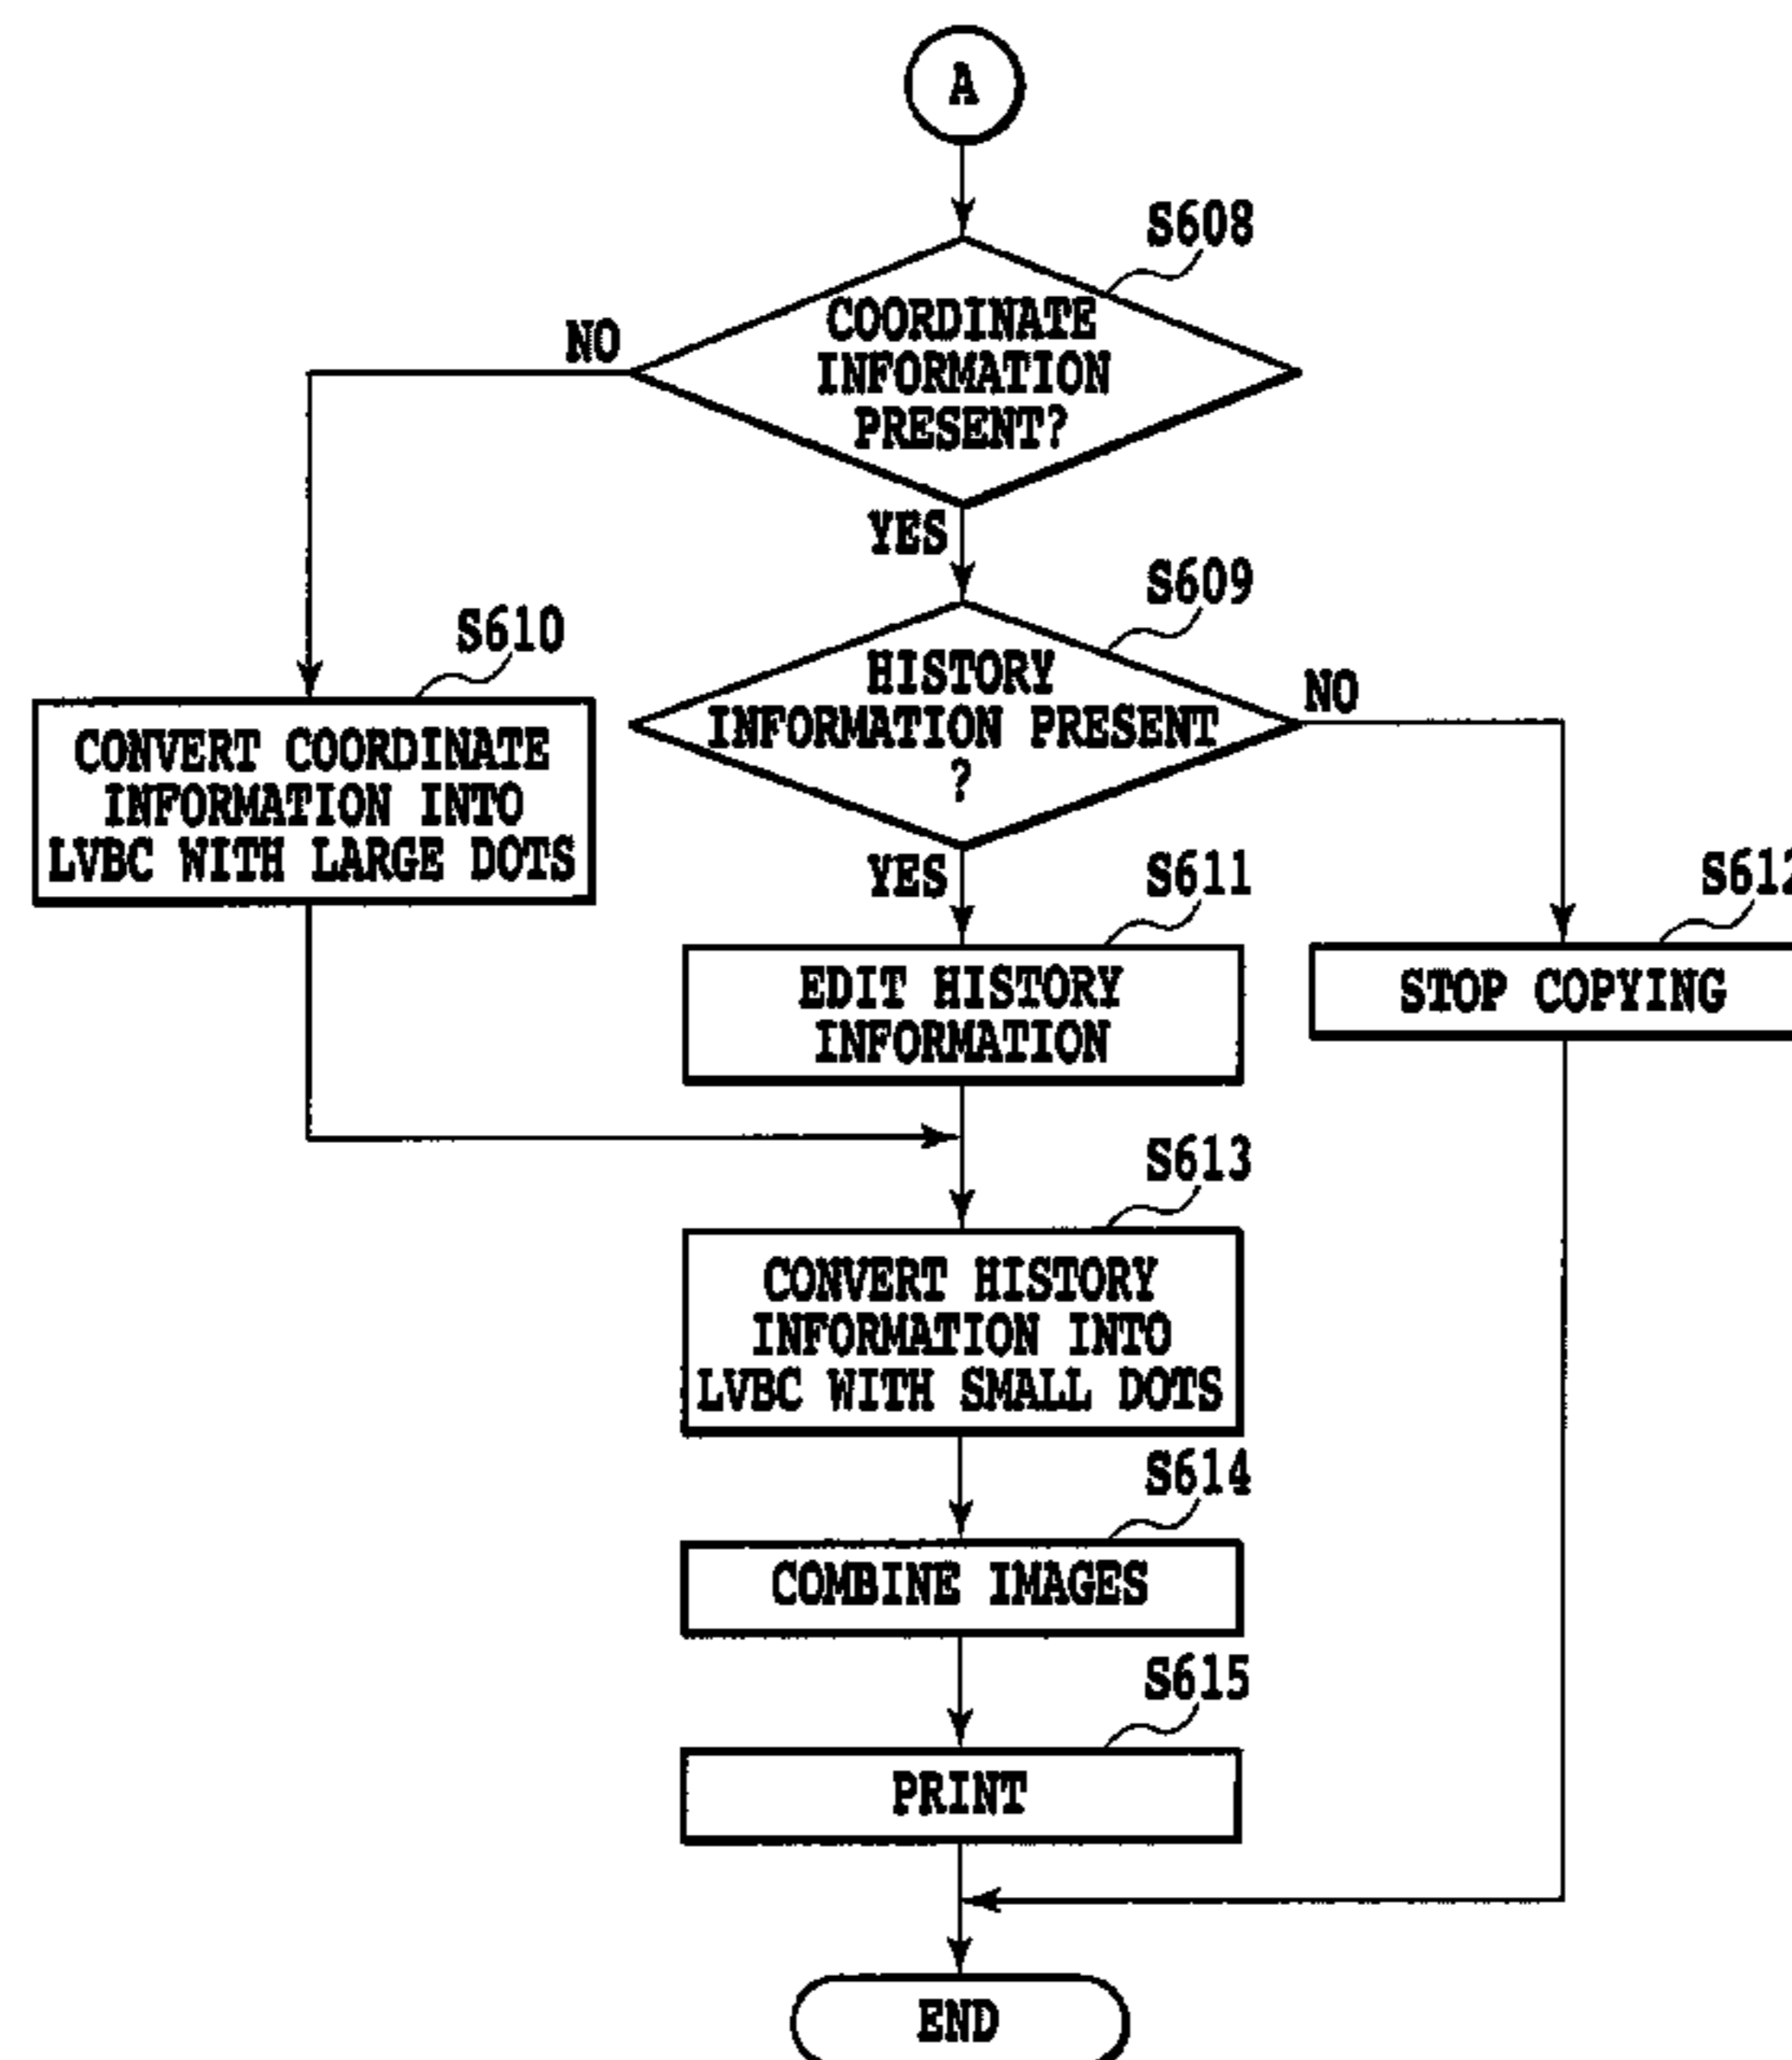 A
S608
COORDINATE
INFORMATION
PRESENT?
NO
YES
S609
HISTORY
INFORMATION PRESENT
?
NO
S610
CONVERT COORDINATE
INFORMATION INTO
LVBC WITH LARGE DOTS
YES
S611
EDIT HISTORY
INFORMATION
S612
STOP COPYING
S613
CONVERT HISTORY
INFORMATION INTO
LVBC WITH SMALL DOTS
S614
COMBINE IMAGES
S615
PRINT
END